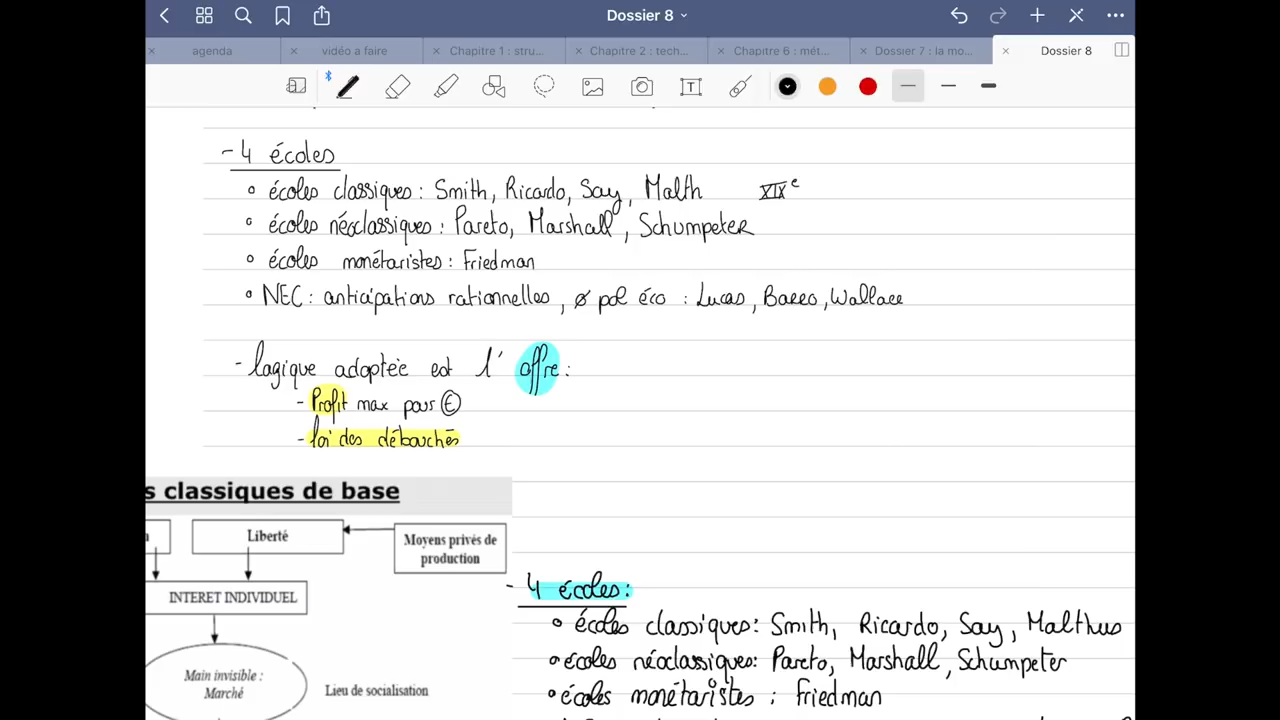 Dossier 8
agenda
vidéo a faire
Chapitre 1 : stru...
Chapitre 2 : tech...
Chapitre 6 : mét...
Dossier 7 : la mo...
Dossier 8
- 4 écoles
écoles classiques : Smith, Ricardo, Say, Malth XIXe
écoles néoclassiques : Pareto, Marshall, Schumpeter
écoles monétaristes : Friedman
NEC : anticipations rationnelles, ø pol éco : Lucas, Barro, Wallace
- logique adoptée est l' offre :
- Profit max pour E
- loi des débouchés
s classiques de base
n
Liberté
Moyens privés de
production
INTERET INDIVIDUEL
Main invisible :
Marché
Lieu de socialisation
- 4 écoles :
écoles classiques : Smith, Ricardo, Say, Malthus
écoles néoclassiques : Pareto, Marshall, Schumpeter
écoles monétaristes : Friedman